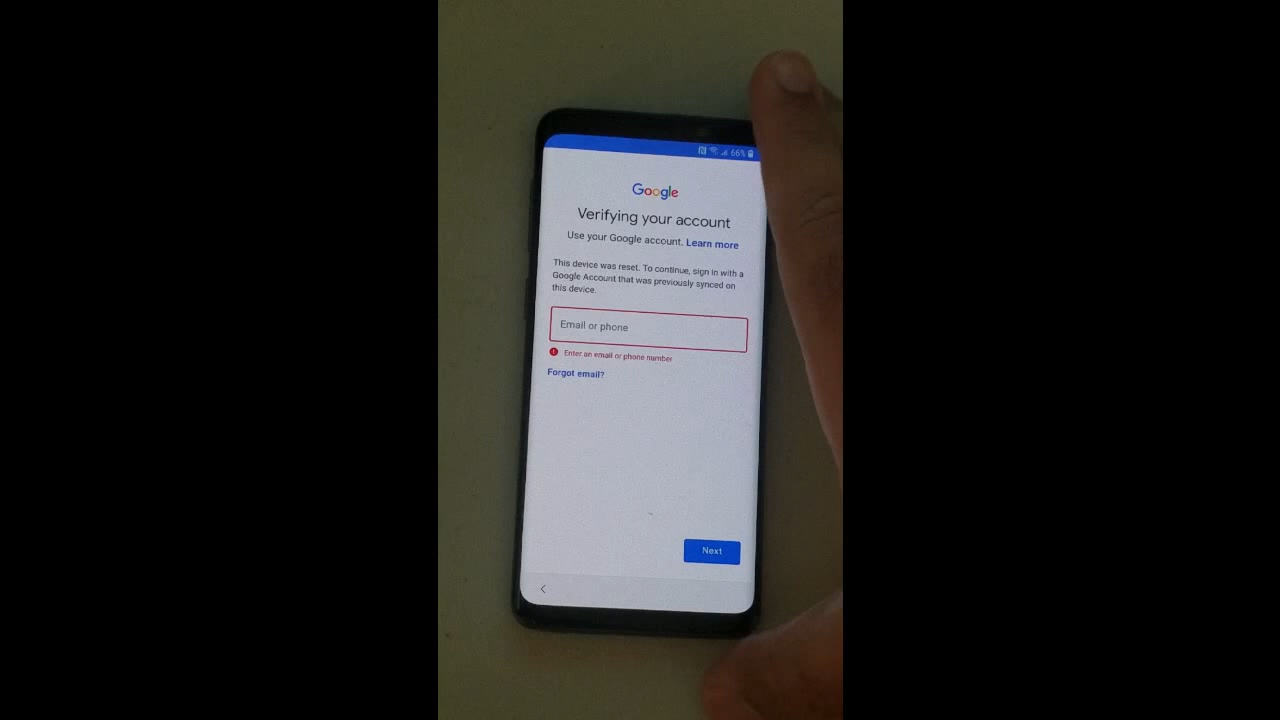 66%
Google
Verifying your account
Use your Google account. Learn more
This device was reset. To continue, sign in with a
Google Account that was previously synced on
this device.
Email or phone
Enter an email or phone number
Forgot email?
Next